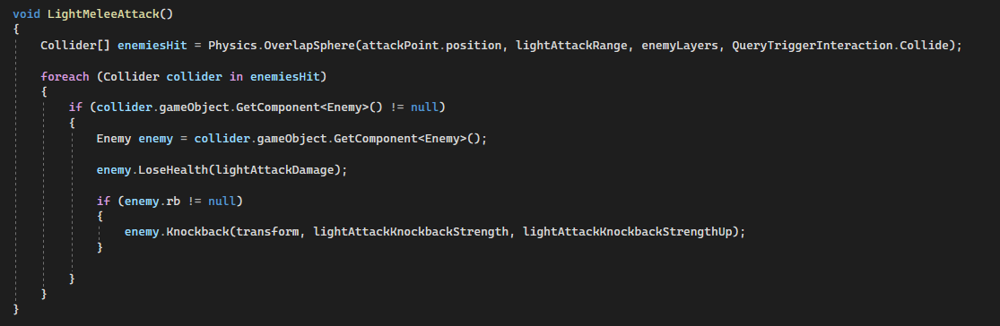 void LightMeleeAttack()
{
Collider[] enemiesHit = Physics.OverlapSphere(attackPoint.position, lightAttackRange, enemyLayers, QueryTriggerInteraction.Collide);
foreach (Collider collider in enemiesHit)
{
if (collider.gameObject.GetComponent<Enemy>() != null)
{
Enemy enemy = collider.gameObject.GetComponent<Enemy>();
enemy.LoseHealth(lightAttackDamage);
if (enemy.rb != null)
{
enemy.Knockback(transform, lightAttackKnockbackStrength, lightAttackKnockbackStrengthUp);
}
}
}
}